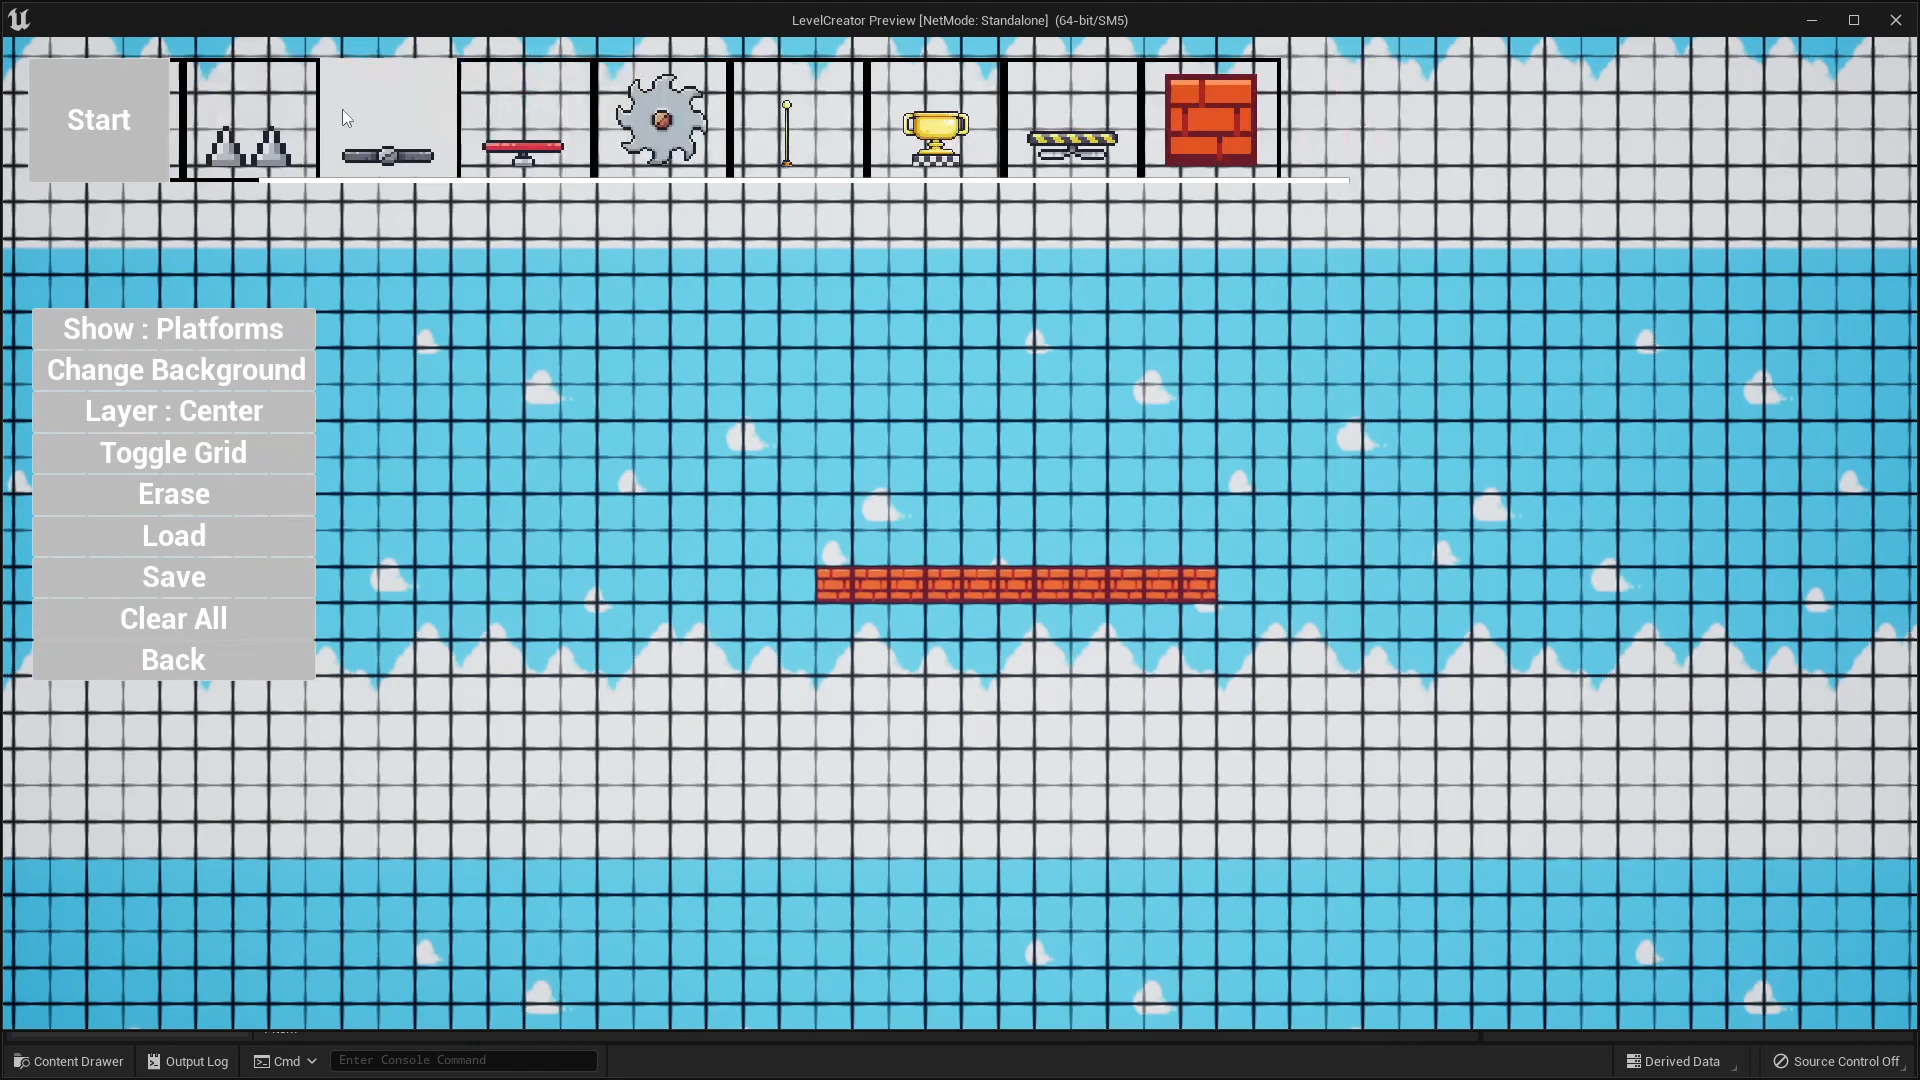 LevelCreator Preview [NetMode: Standalone] (64-bit/SM5)
Start
Show : Platforms
Change Background
Layer : Center
Toggle Grid
Erase
Load
Save
Clear All
Back
Content Drawer
Output Log
Cmd
Enter Console Command
Derived Data
Source Control Off